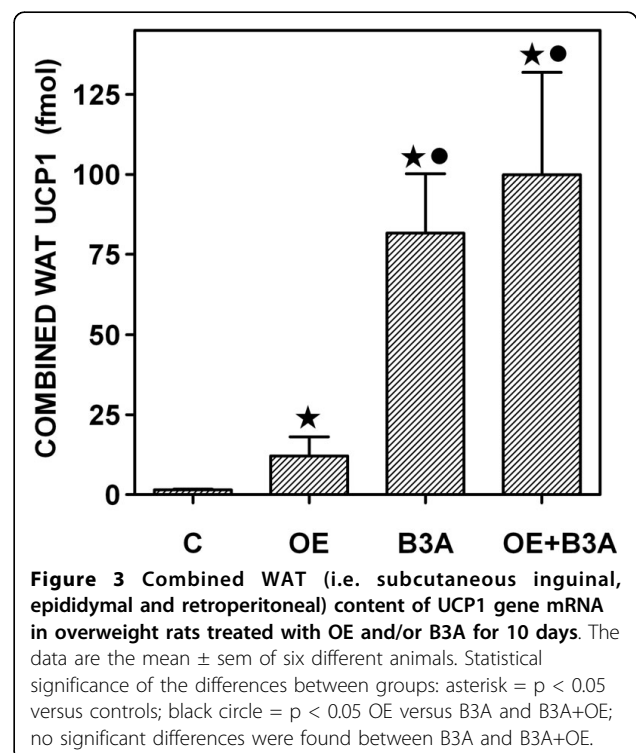 COMBINED WAT UCP1 (fmol)
125
100
75
50
25
0
★
★●
★●
C OE B3A OE+B3A
Figure 3 Combined WAT (i.e. subcutaneous inguinal,
epididymal and retroperitoneal) content of UCP1 gene mRNA
in overweight rats treated with OE and/or B3A for 10 days. The
data are the mean ± sem of six different animals. Statistical
significance of the differences between groups: asterisk = p < 0.05
versus controls; black circle = p < 0.05 OE versus B3A and B3A+OE;
no significant differences were found between B3A and B3A+OE.